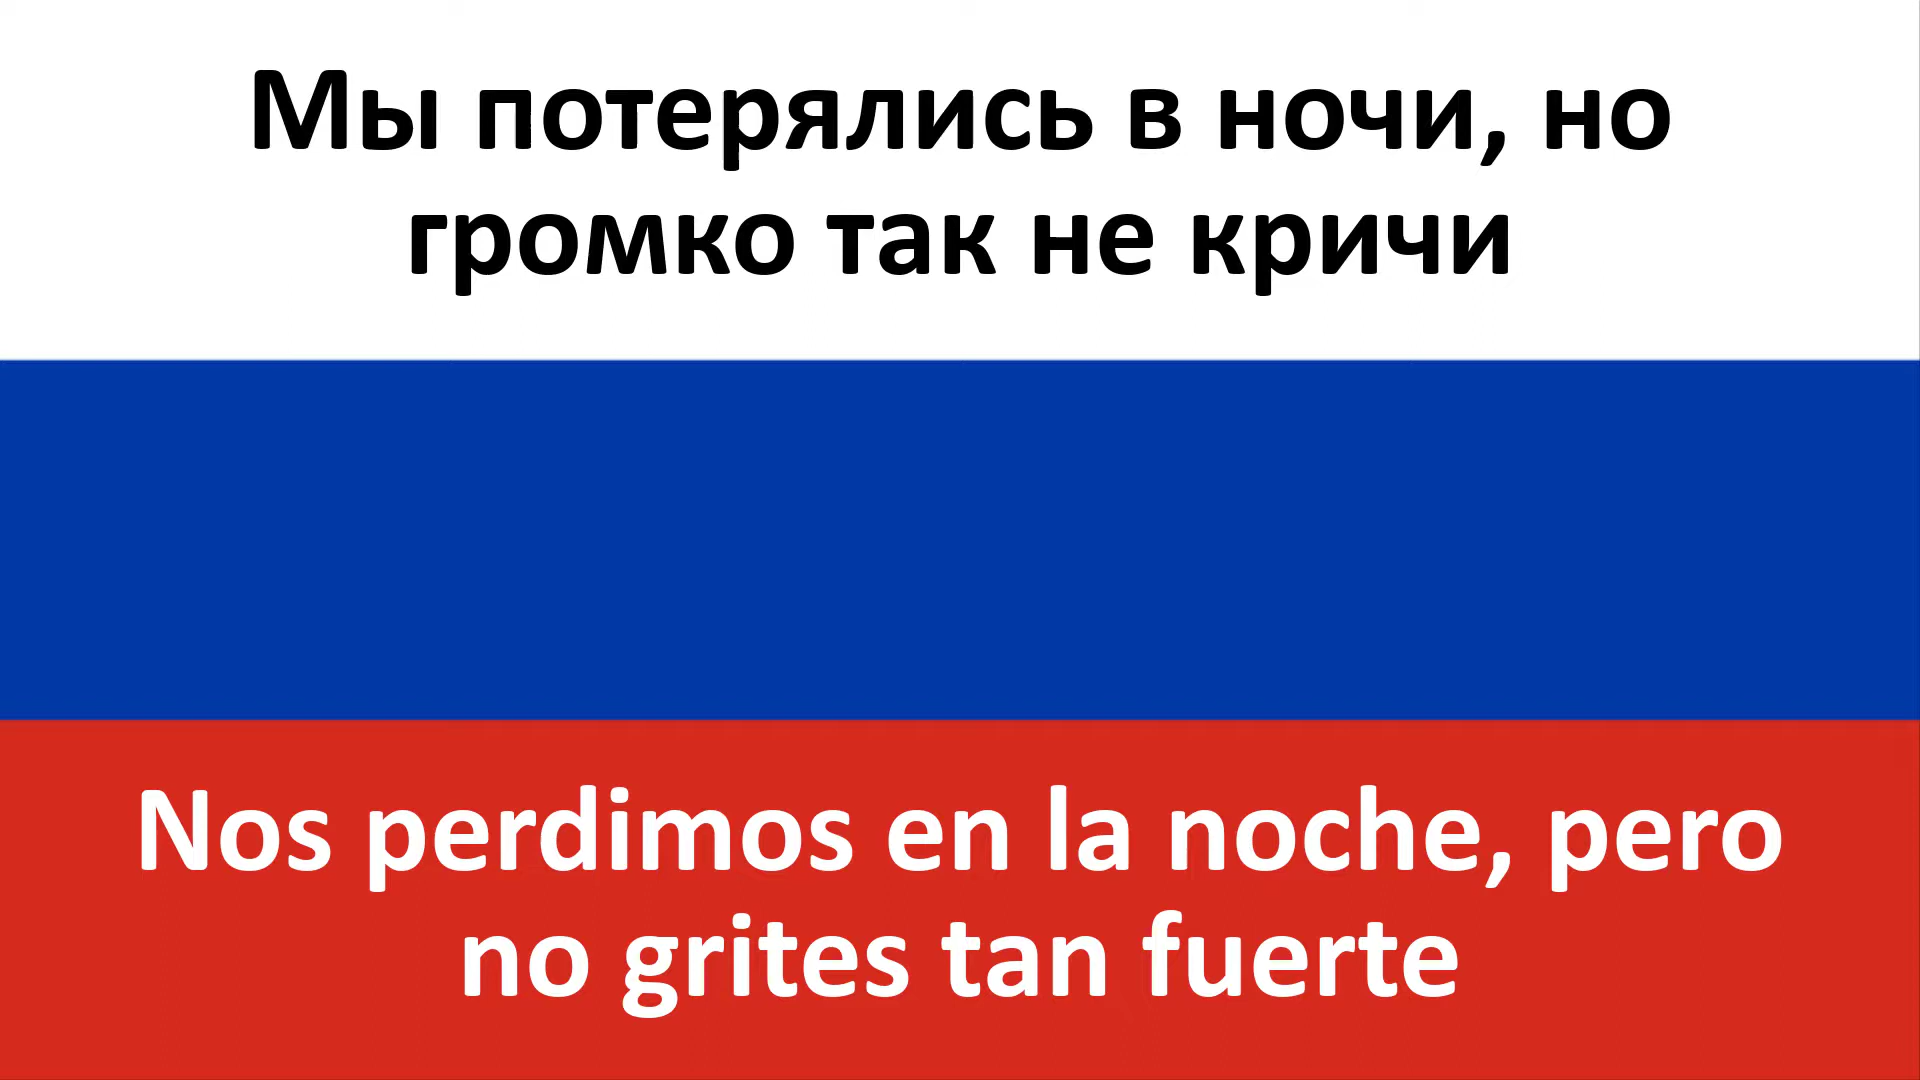 Мы потерялись в ночи, но
громко так не кричи
Nos perdimos en la noche, pero
no grites tan fuerte